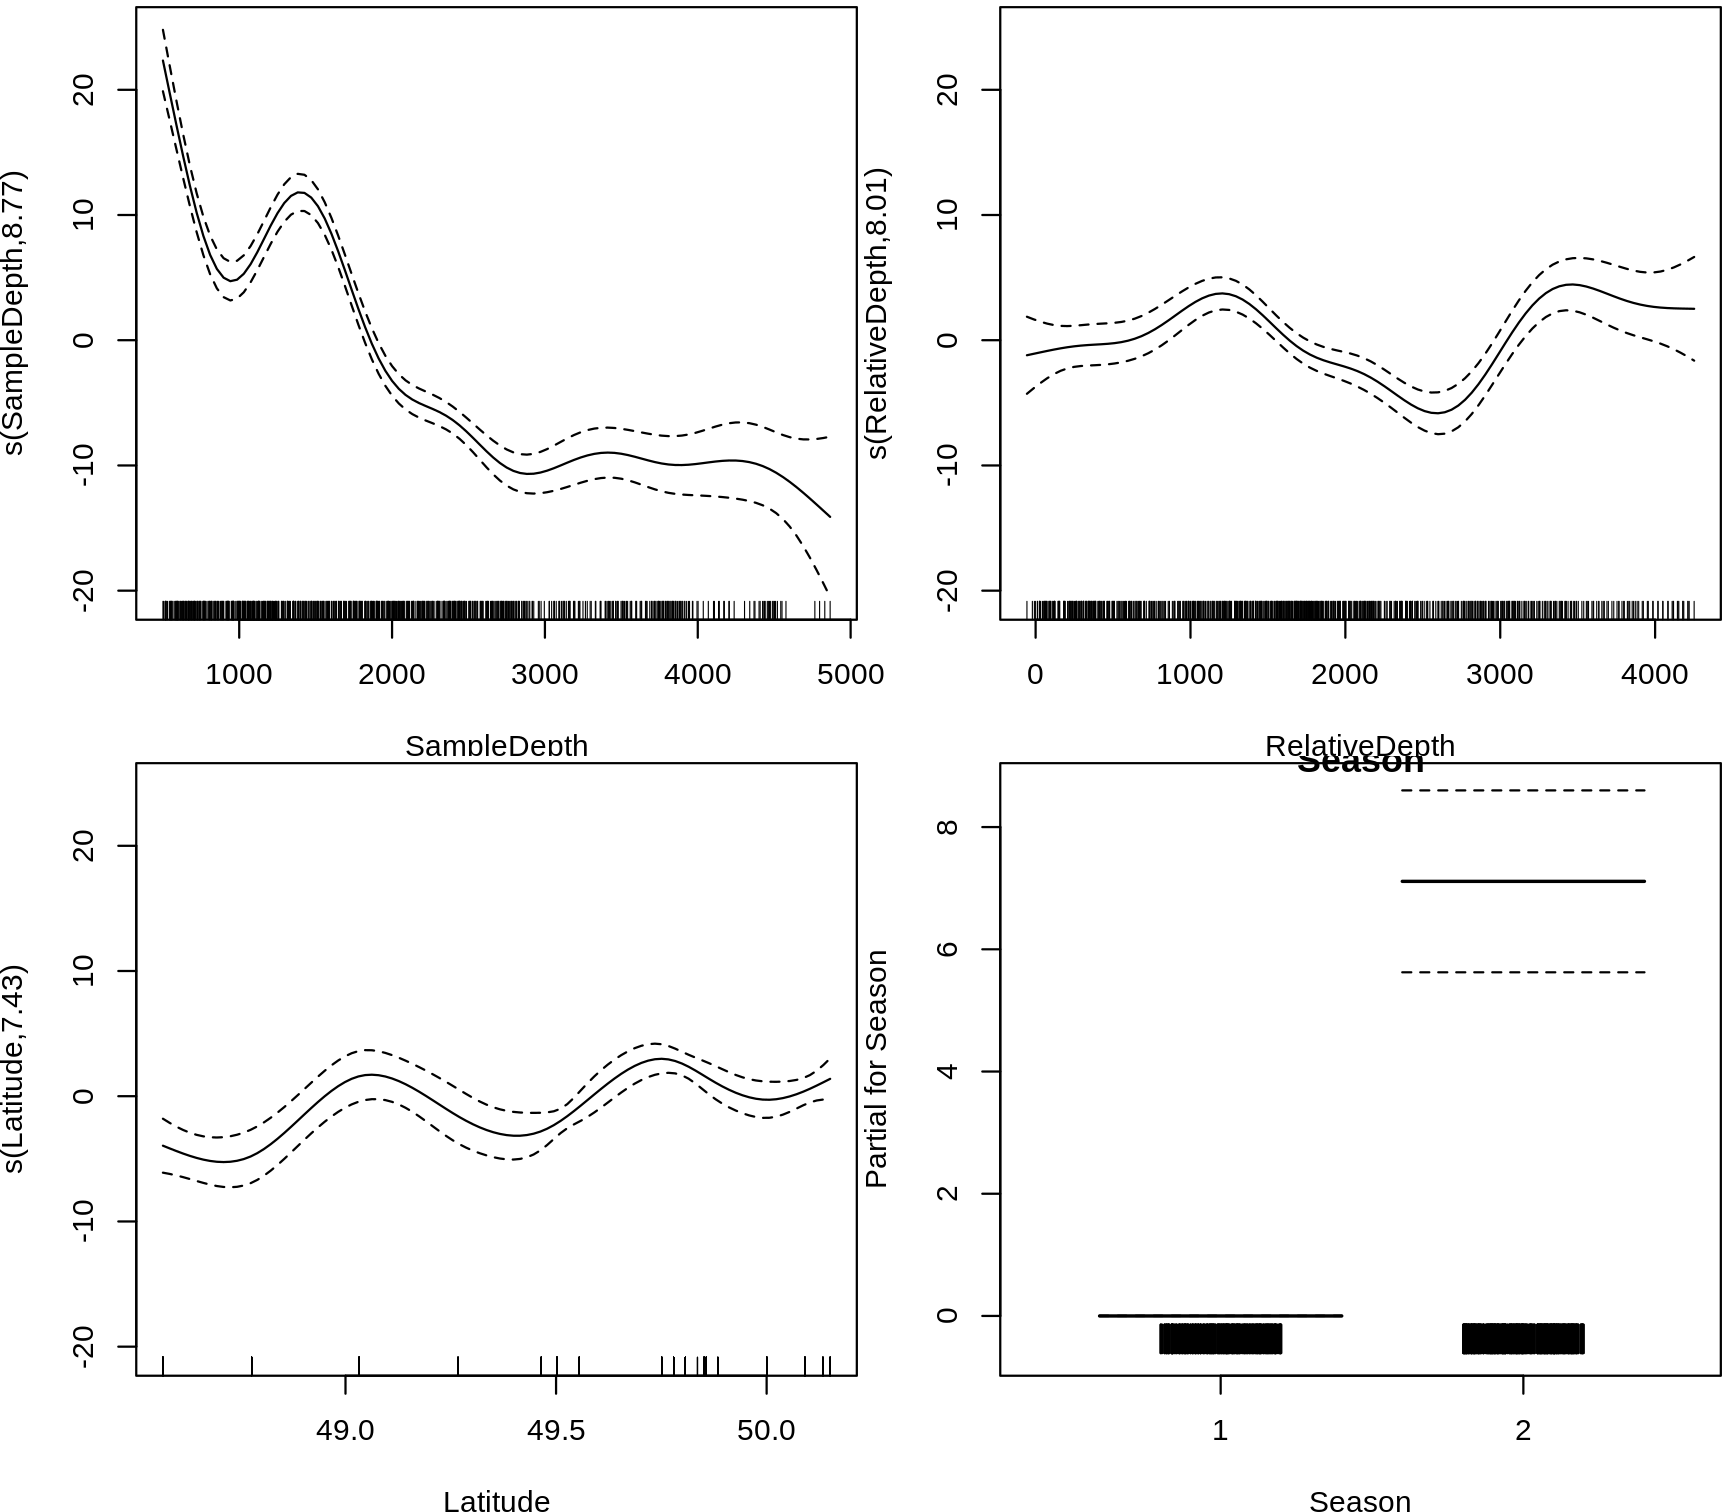 s(SampleDepth,8.77)
20
10
0
-10
-20
1000 2000 3000 4000 5000
SampleDepth
s(RelativeDepth,8.01)
20
10
0
-10
-20
0 1000 2000 3000 4000
RelativeDepth
s(Latitude,7.43)
20
10
0
-10
-20
49.0 49.5 50.0
Latitude
Season
Partial for Season
8
6
4
2
0
1 2
Season